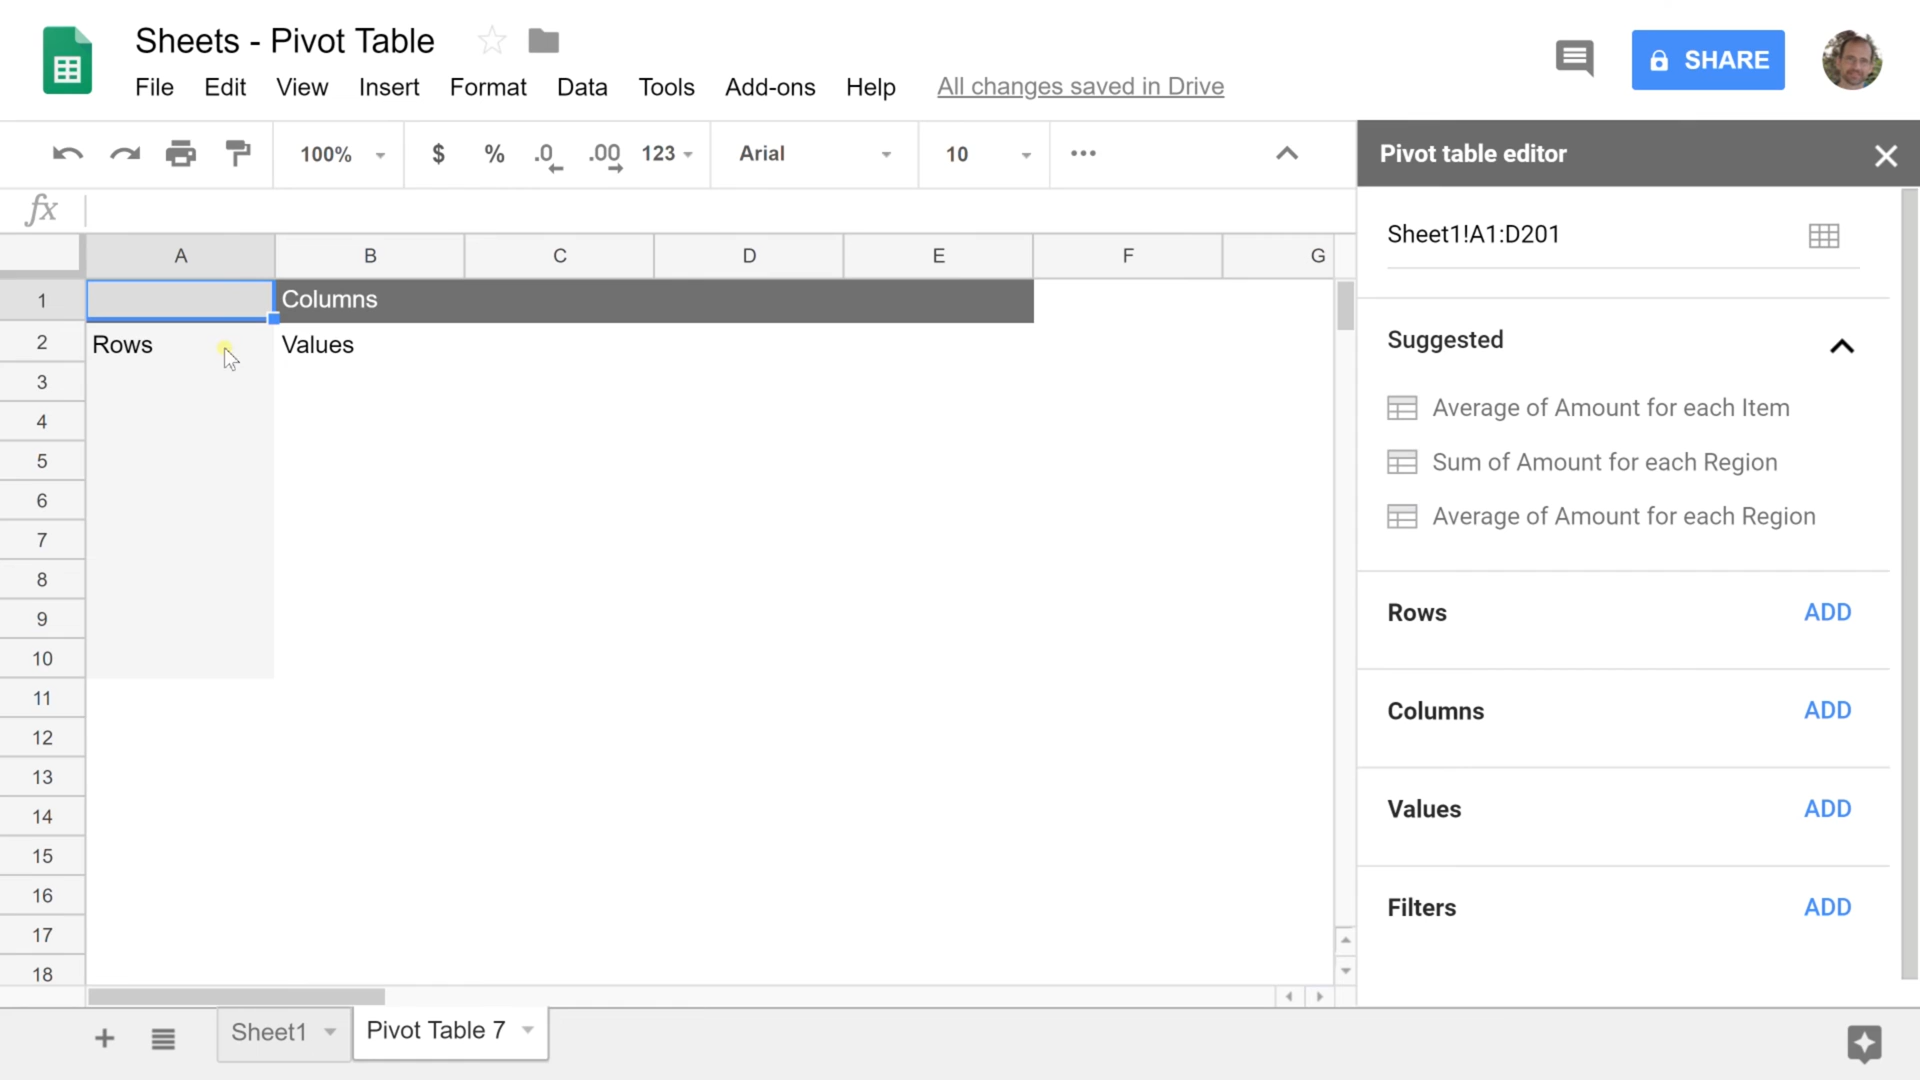 Sheets - Pivot Table
File Edit View Insert Format Data Tools Add-ons Help All changes saved in Drive
SHARE
100% $ % .0 .00 123 Arial 10
Pivot table editor
fx
Sheet1!A1:D201
A B C D E F G
1 Columns
2 Rows Values
3
4
5
6
7
8
9
10
11
12
13
14
15
16
17
18
Suggested
Average of Amount for each Item
Sum of Amount for each Region
Average of Amount for each Region
Rows ADD
Columns ADD
Values ADD
Filters ADD
Sheet1 Pivot Table 7